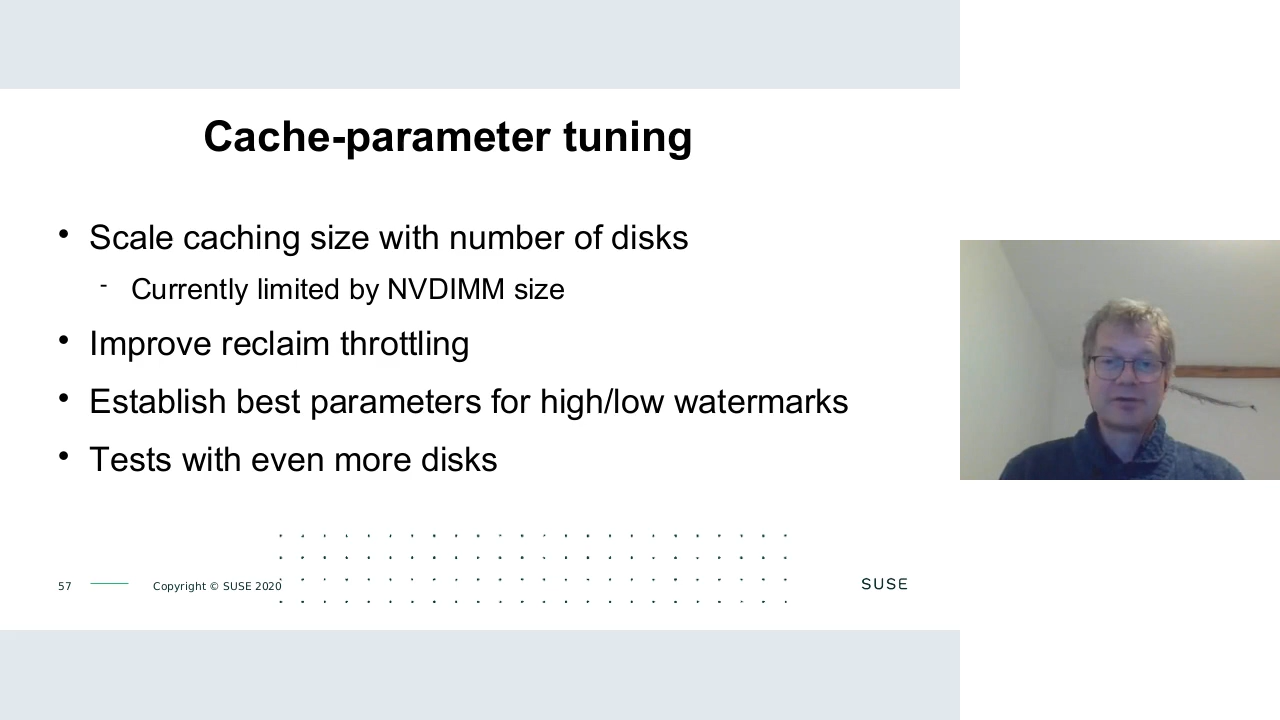 Cache-parameter tuning
• Scale caching size with number of disks
- Currently limited by NVDIMM size
• Improve reclaim throttling
• Establish best parameters for high/low watermarks
• Tests with even more disks
57 Copyright © SUSE 2020 SUSE